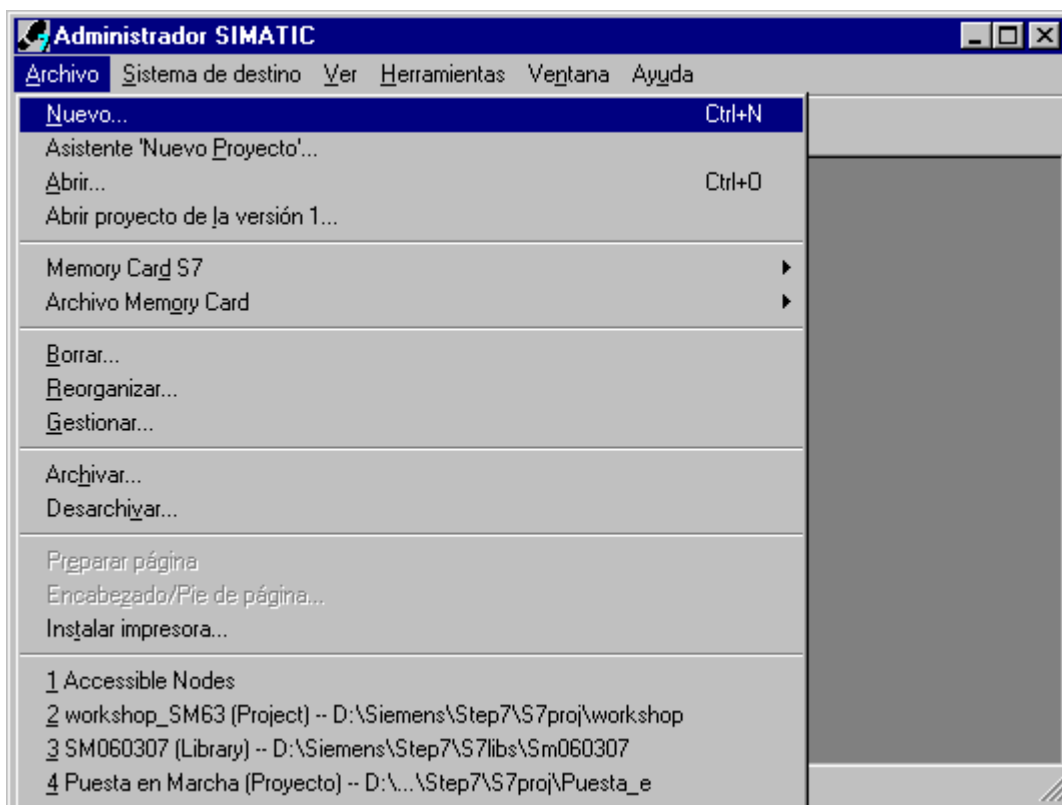 Administrador SIMATIC
Archivo Sistema de destino Ver Herramientas Ventana Ayuda
Nuevo... Ctrl+N
Asistente 'Nuevo Proyecto'...
Abrir... Ctrl+O
Abrir proyecto de la versión 1...
Memory Card S7
Archivo Memory Card
Borrar...
Reorganizar...
Gestionar...
Archivar...
Desarchivar...
Preparar página
Encabezado/Pie de página...
Instalar impresora...
1 Accessible Nodes
2 workshop_SM63 (Project) -- D:\Siemens\Step7\S7proj\workshop
3 SM060307 (Library) -- D:\Siemens\Step7\S7libs\Sm060307
4 Puesta en Marcha (Proyecto) -- D:\...\Step7\S7proj\Puesta_e